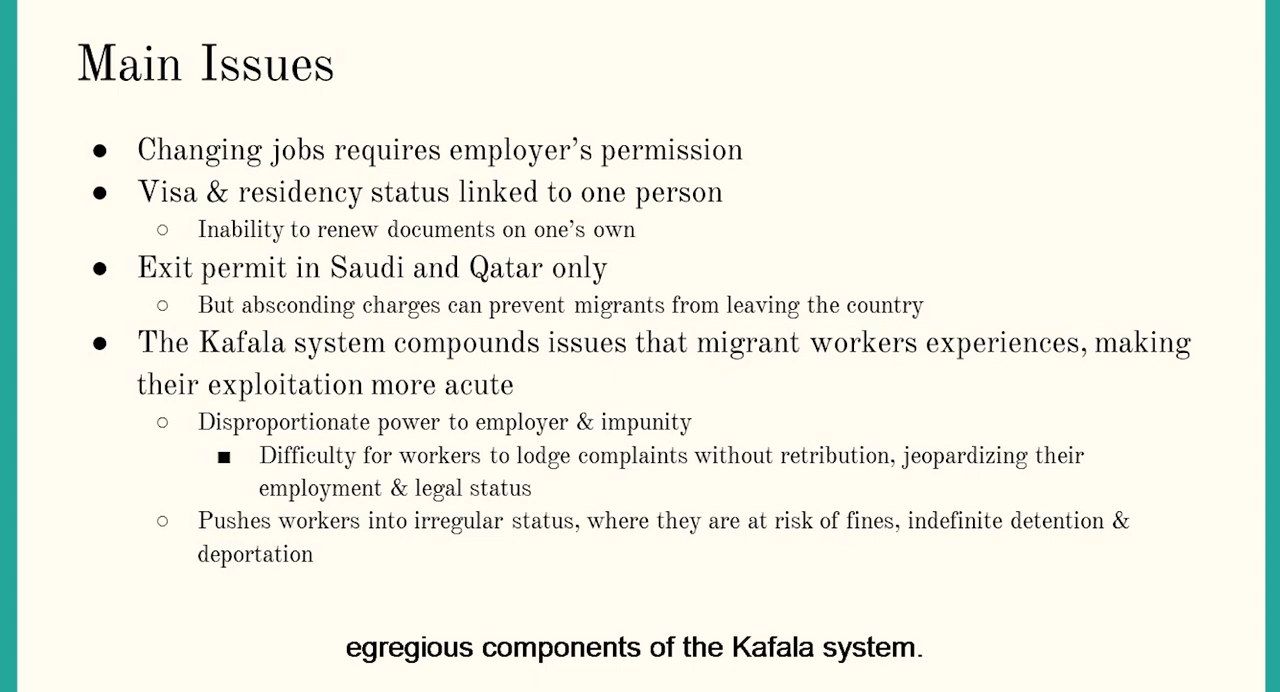 Main Issues
● Changing jobs requires employer’s permission
● Visa & residency status linked to one person
○ Inability to renew documents on one’s own
● Exit permit in Saudi and Qatar only
○ But absconding charges can prevent migrants from leaving the country
● The Kafala system compounds issues that migrant workers experiences, making
their exploitation more acute
○ Disproportionate power to employer & impunity
■ Difficulty for workers to lodge complaints without retribution, jeopardizing their
employment & legal status
○ Pushes workers into irregular status, where they are at risk of fines, indefinite detention &
deportation
egregious components of the Kafala system.